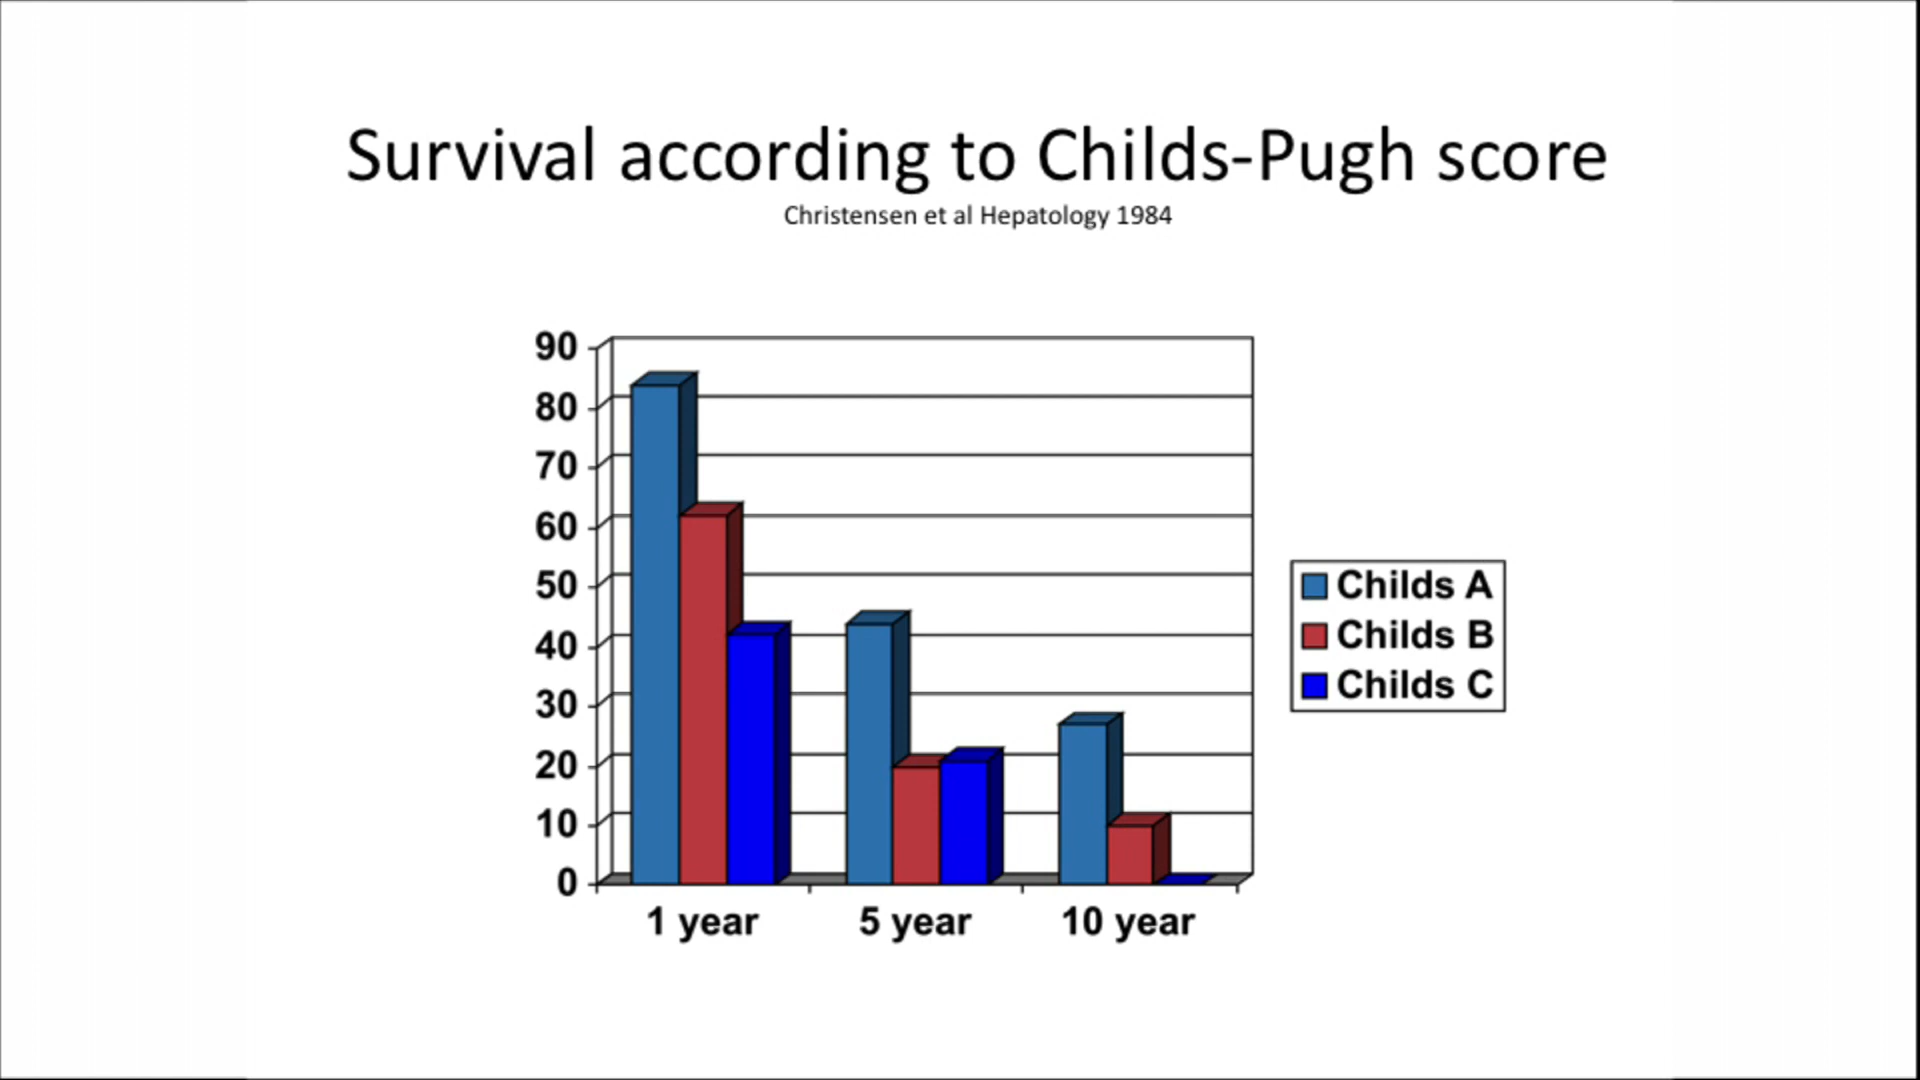 Survival according to Childs-Pugh score
Christensen et al Hepatology 1984
90
80
70
60
50
40
30
20
10
0
1 year 5 year 10 year
Childs A
Childs B
Childs C